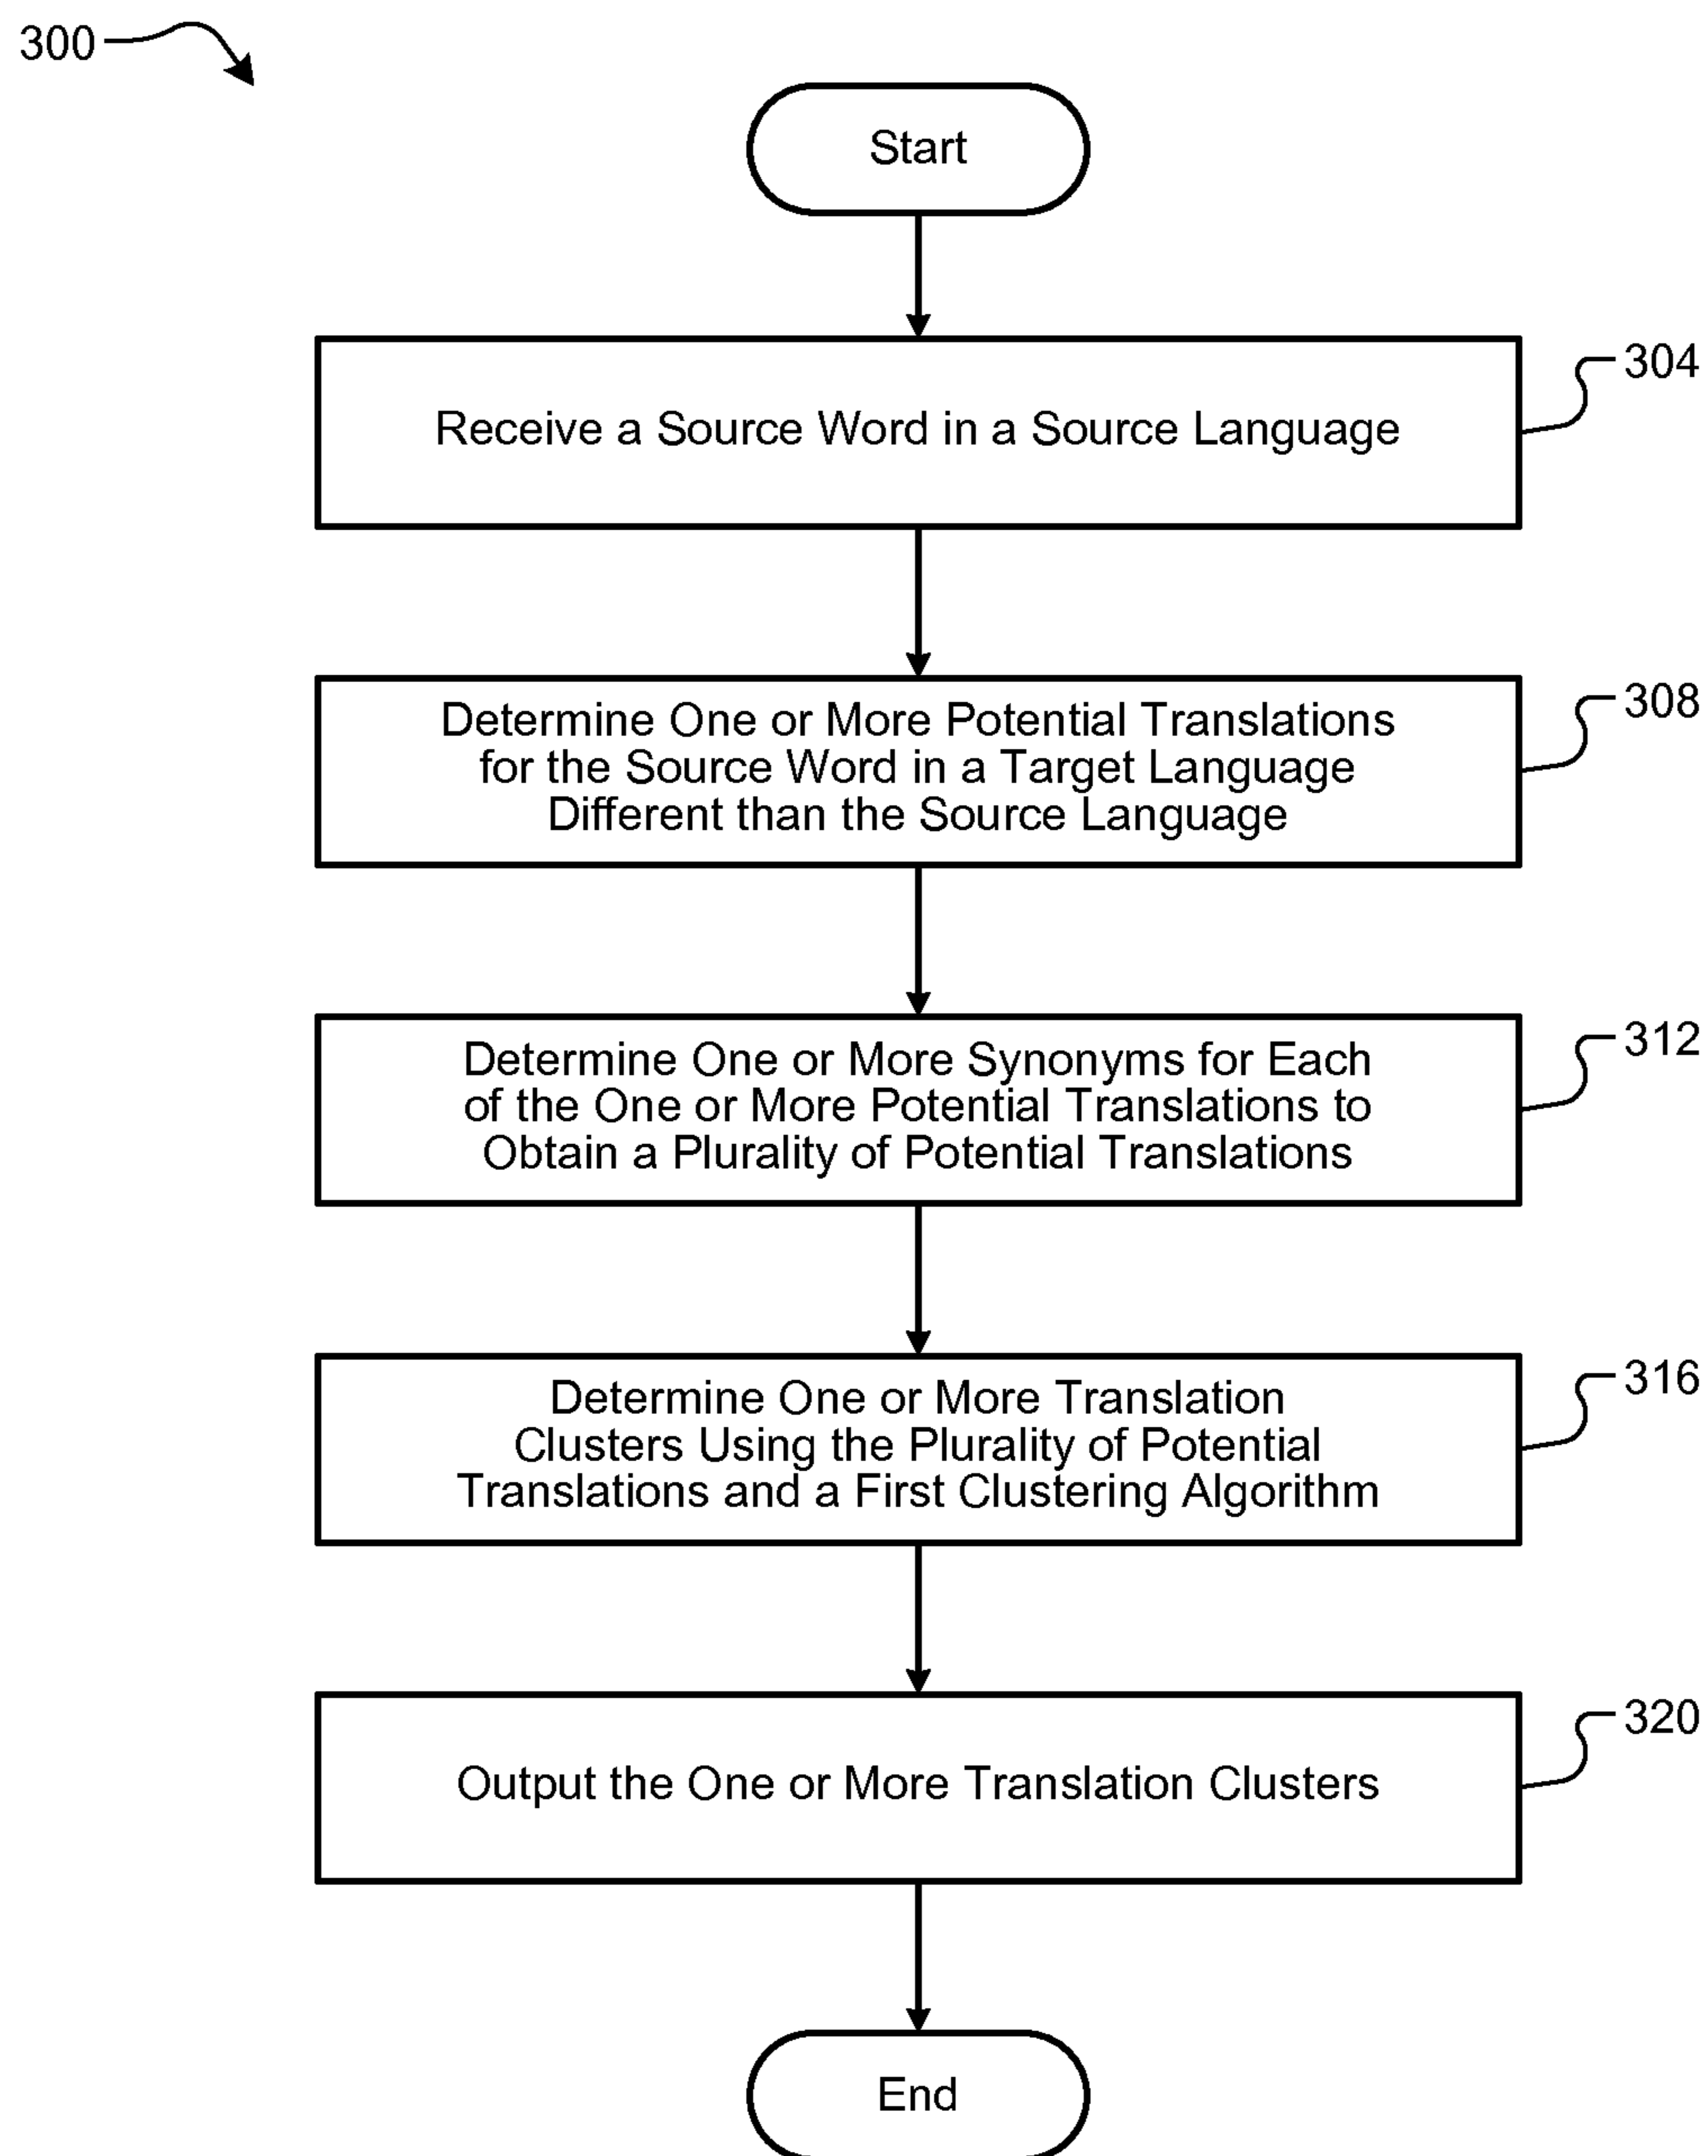 300
Start
304
Receive a Source Word in a Source Language
308
Determine One or More Potential Translations
for the Source Word in a Target Language
Different than the Source Language
312
Determine One or More Synonyms for Each
of the One or More Potential Translations to
Obtain a Plurality of Potential Translations
316
Determine One or More Translation
Clusters Using the Plurality of Potential
Translations and a First Clustering Algorithm
320
Output the One or More Translation Clusters
End